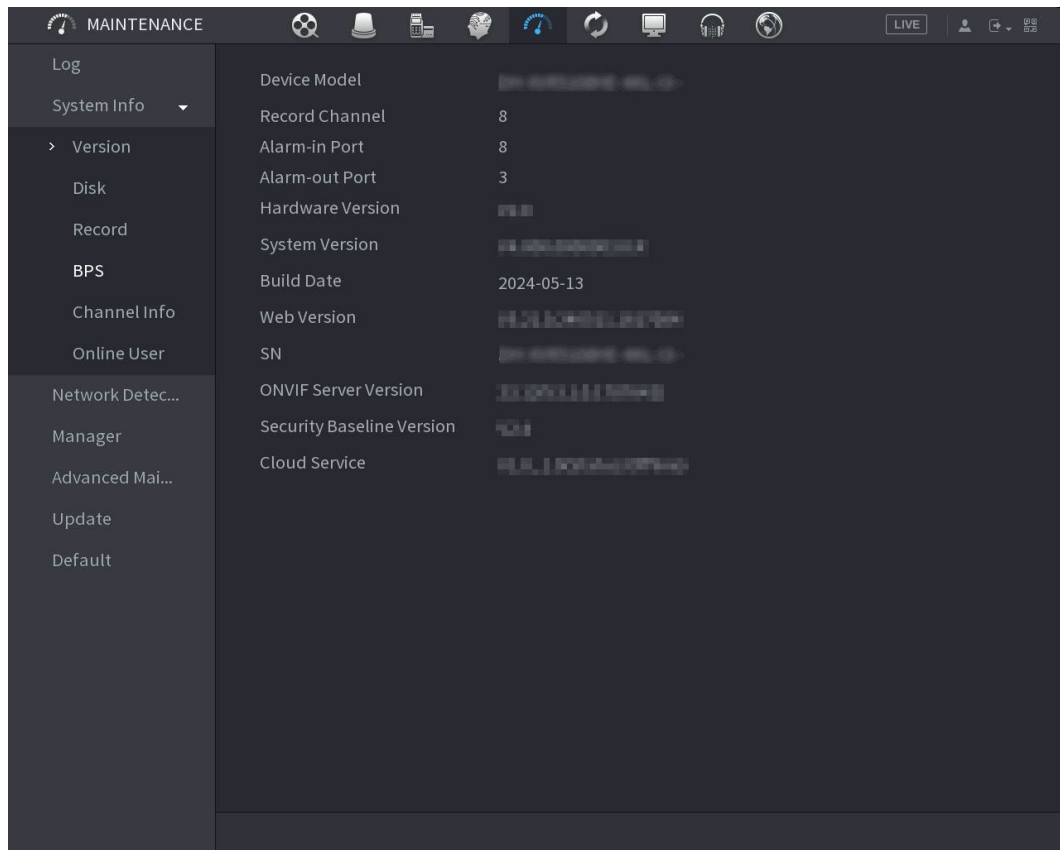 MAINTENANCE
LIVE
Log
System Info
Version
Disk
Record
BPS
Channel Info
Online User
Network Detec...
Manager
Advanced Mai...
Update
Default
Device Model
Record Channel 8
Alarm-in Port 8
Alarm-out Port 3
Hardware Version
System Version
Build Date 2024-05-13
Web Version
SN
ONVIF Server Version
Security Baseline Version
Cloud Service